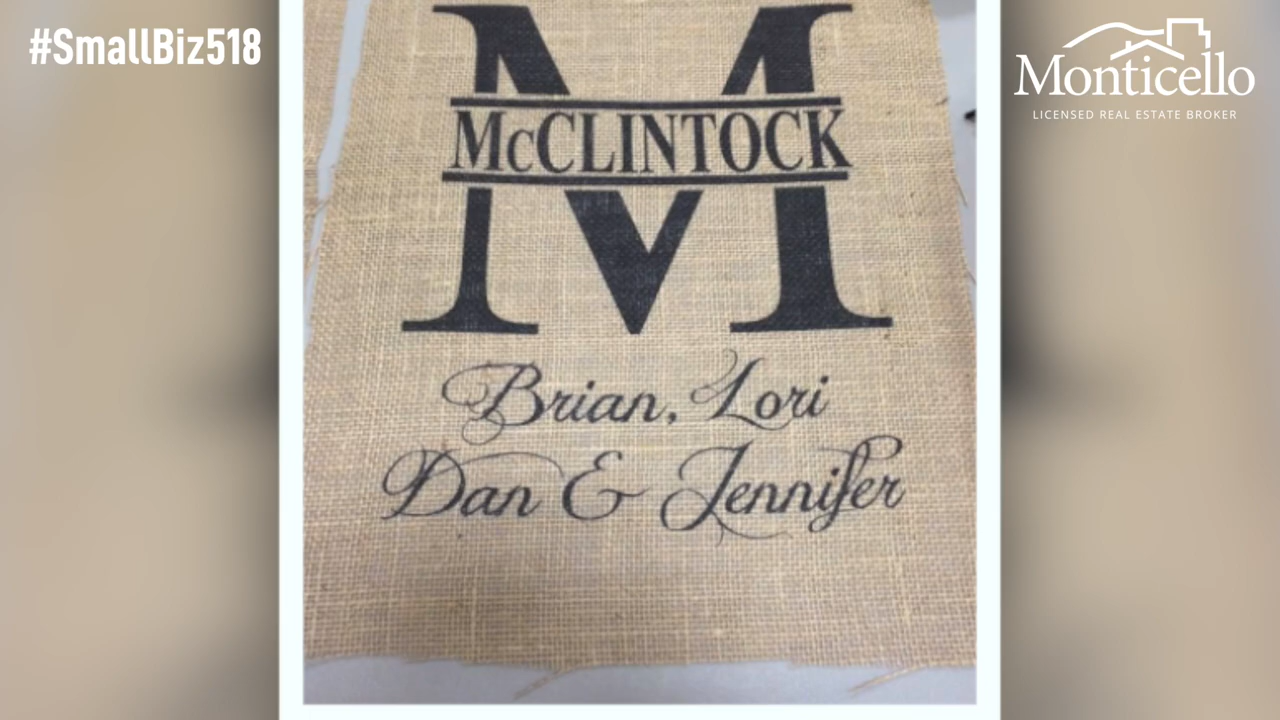 #SmallBiz518
Monticello
LICENSED REAL ESTATE BROKER
M
McCLINTOCK
Brian, Lori
Dan & Jennifer